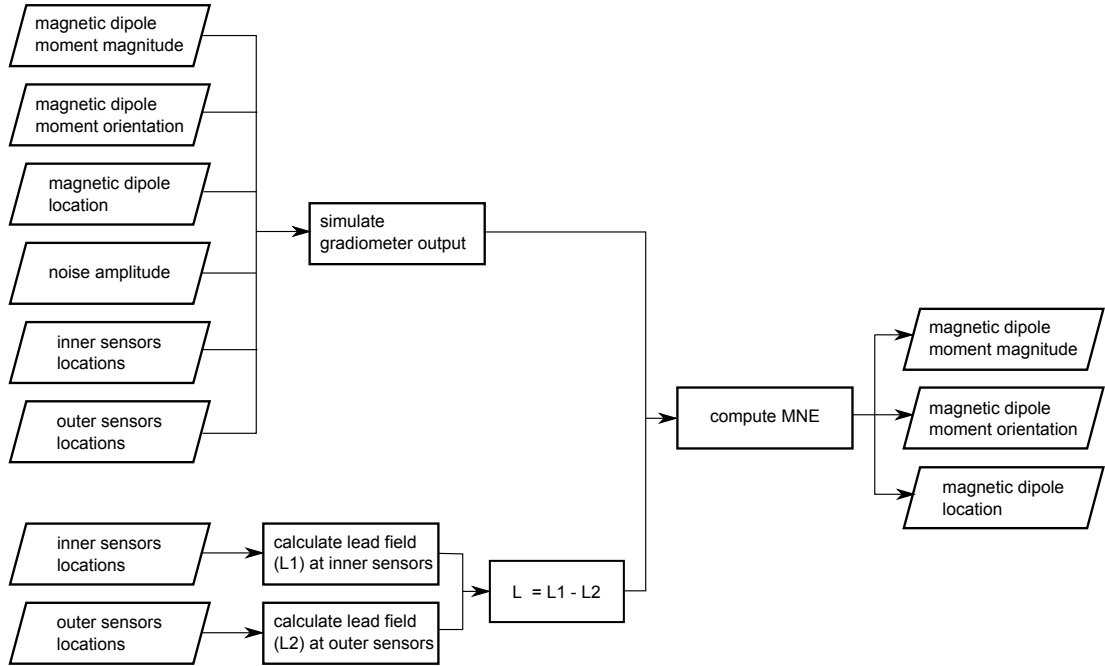 magnetic dipole
moment magnitude
magnetic dipole
moment orientation
magnetic dipole
location
noise amplitude
inner sensors
locations
outer sensors
locations
simulate
gradiometer output
inner sensors
locations
outer sensors
locations
calculate lead field
(L1) at inner sensors
calculate lead field
(L2) at outer sensors
L = L1 - L2
compute MNE
magnetic dipole
moment magnitude
magnetic dipole
moment orientation
magnetic dipole
location